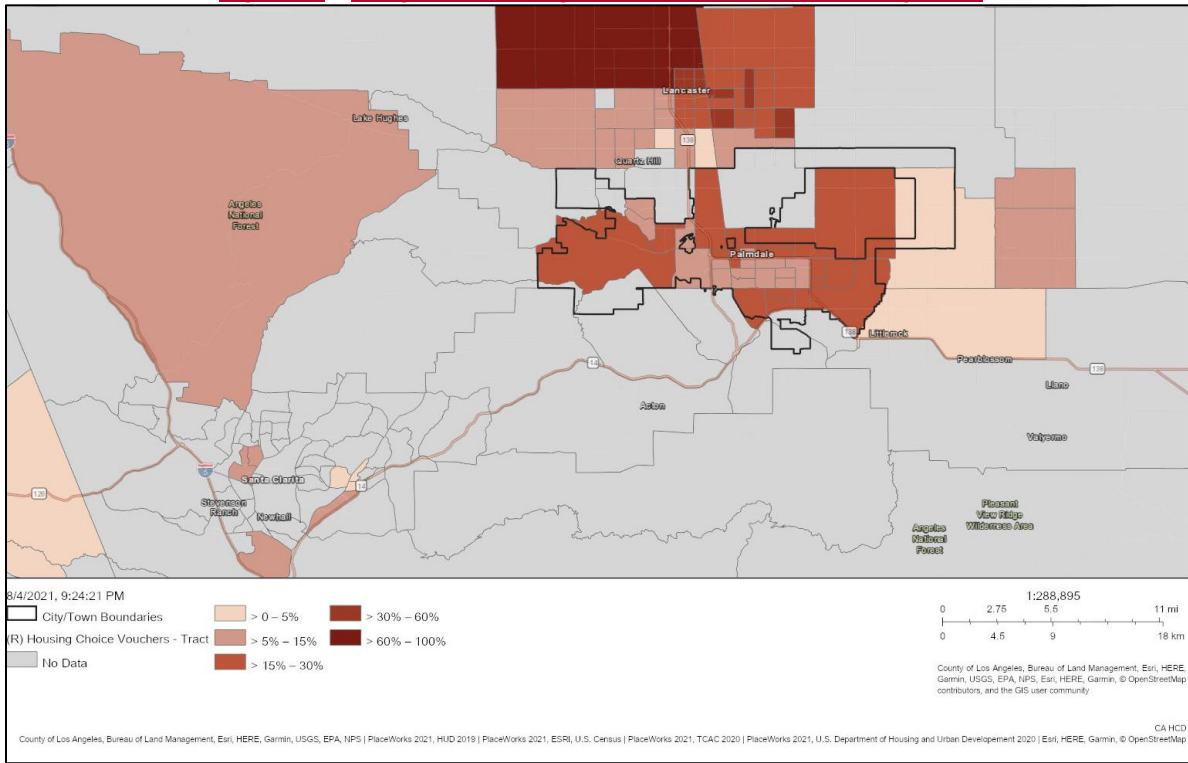 Lancaster
Lake Hughes
138
Quartz Hill
Angeles
National
Forest
Palmdale
138
Littlerock
Pearblossom
138
14
Llano
Acton
Valyermo
5
Santa Clarita
14
126
Stevenson
Ranch
Newhall
Pleasant
View Ridge
Wilderness Area
Angeles
National
Forest
8/4/2021, 9:24:21 PM
City/Town Boundaries
(R) Housing Choice Vouchers - Tract
No Data
> 0 – 5%
> 5% – 15%
> 15% – 30%
> 30% – 60%
> 60% – 100%
1:288,895
0 2.75 5.5 11 mi
0 4.5 9 18 km
County of Los Angeles, Bureau of Land Management, Esri, HERE,
Garmin, USGS, EPA, NPS, Esri, HERE, Garmin, © OpenStreetMap
contributors, and the GIS user community
CA HCD
County of Los Angeles, Bureau of Land Management, Esri, HERE, Garmin, USGS, EPA, NPS | PlaceWorks 2021, HUD 2019 | PlaceWorks 2021, ESRI, U.S. Census | PlaceWorks 2021, TCAC 2020 | PlaceWorks 2021, U.S. Department of Housing and Urban Developement 2020 | Esri, HERE, Garmin, © OpenStreetMap